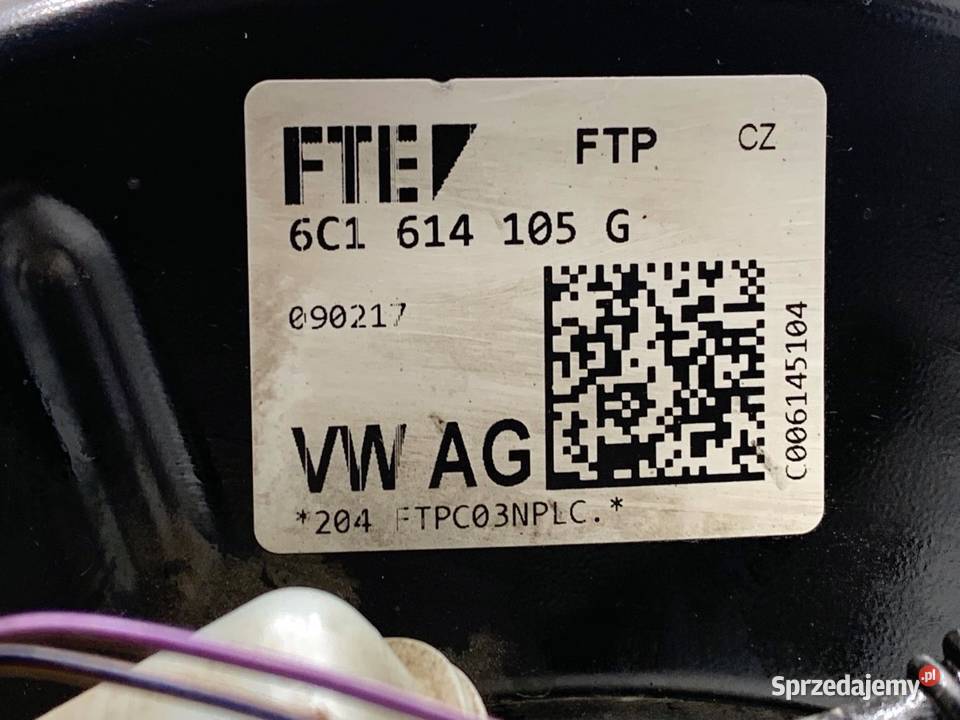 FTE FTP CZ
6C1 614 105 G
090217
C006145104
VW AG
*204 FTPC03NPLC.*
Sprzedajemy.pl